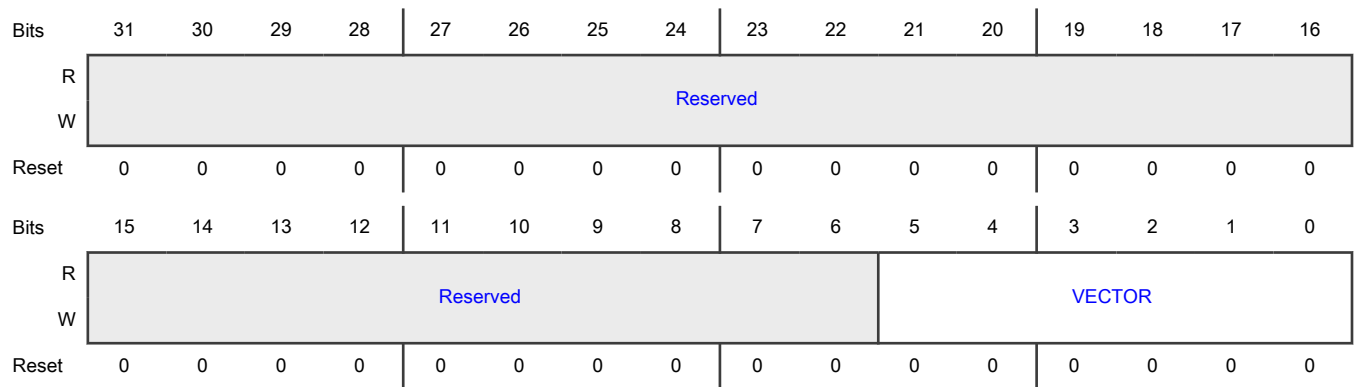 Bits 31 30 29 28 27 26 25 24 23 22 21 20 19 18 17 16
R
Reserved
W
Reset 0 0 0 0 0 0 0 0 0 0 0 0 0 0 0 0
Bits 15 14 13 12 11 10 9 8 7 6 5 4 3 2 1 0
R
Reserved VECTOR
W
Reset 0 0 0 0 0 0 0 0 0 0 0 0 0 0 0 0